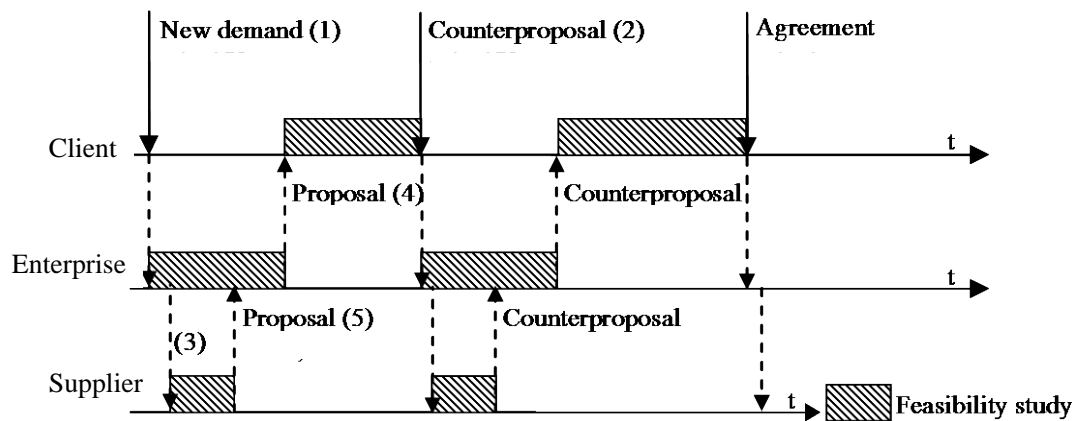 New demand (1)
Counterproposal (2)
Agreement
Client
t
Proposal (4)
Counterproposal
Enterprise
t
Proposal (5)
Counterproposal
(3)
Supplier
t
Feasibility study